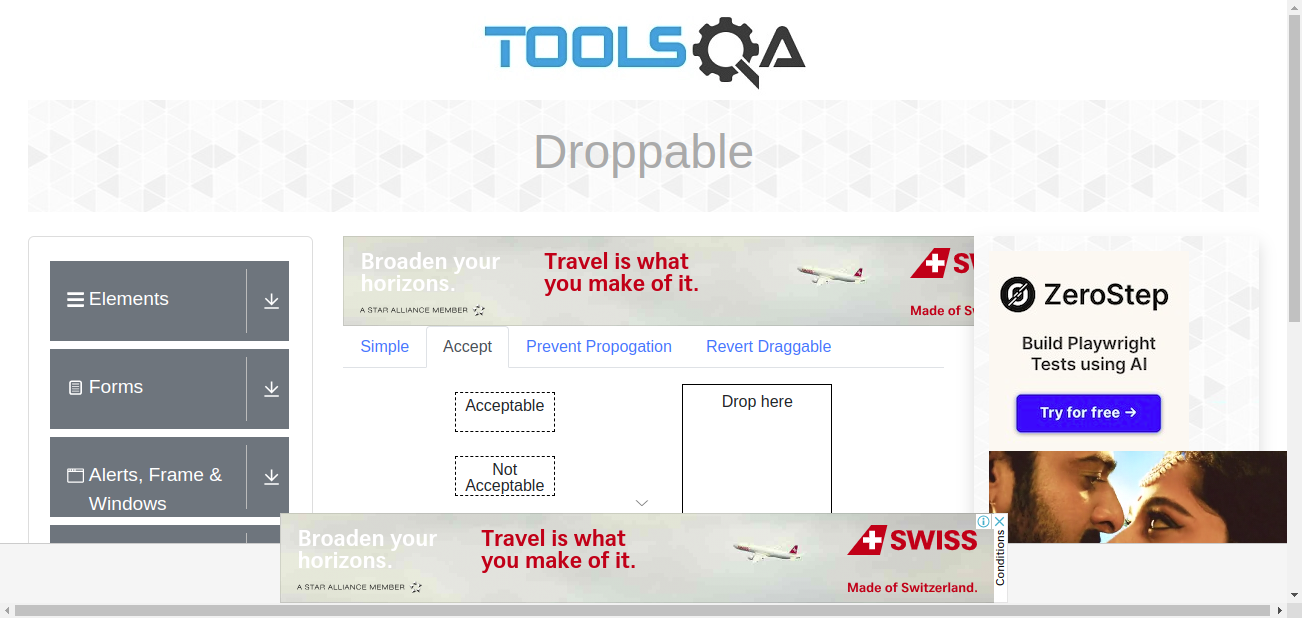 TOOLSQA
Droppable
Elements
Forms
Alerts, Frame &
Windows
Broaden your
horizons.
A STAR ALLIANCE MEMBER
Travel is what
you make of it.
SW
Made of Sw
Simple
Accept
Prevent Propogation
Revert Draggable
Acceptable
Not
Acceptable
Drop here
ZeroStep
Build Playwright
Tests using AI
Try for free →
Broaden your
horizons.
A STAR ALLIANCE MEMBER
Travel is what
you make of it.
SWISS
Made of Switzerland.
Conditions